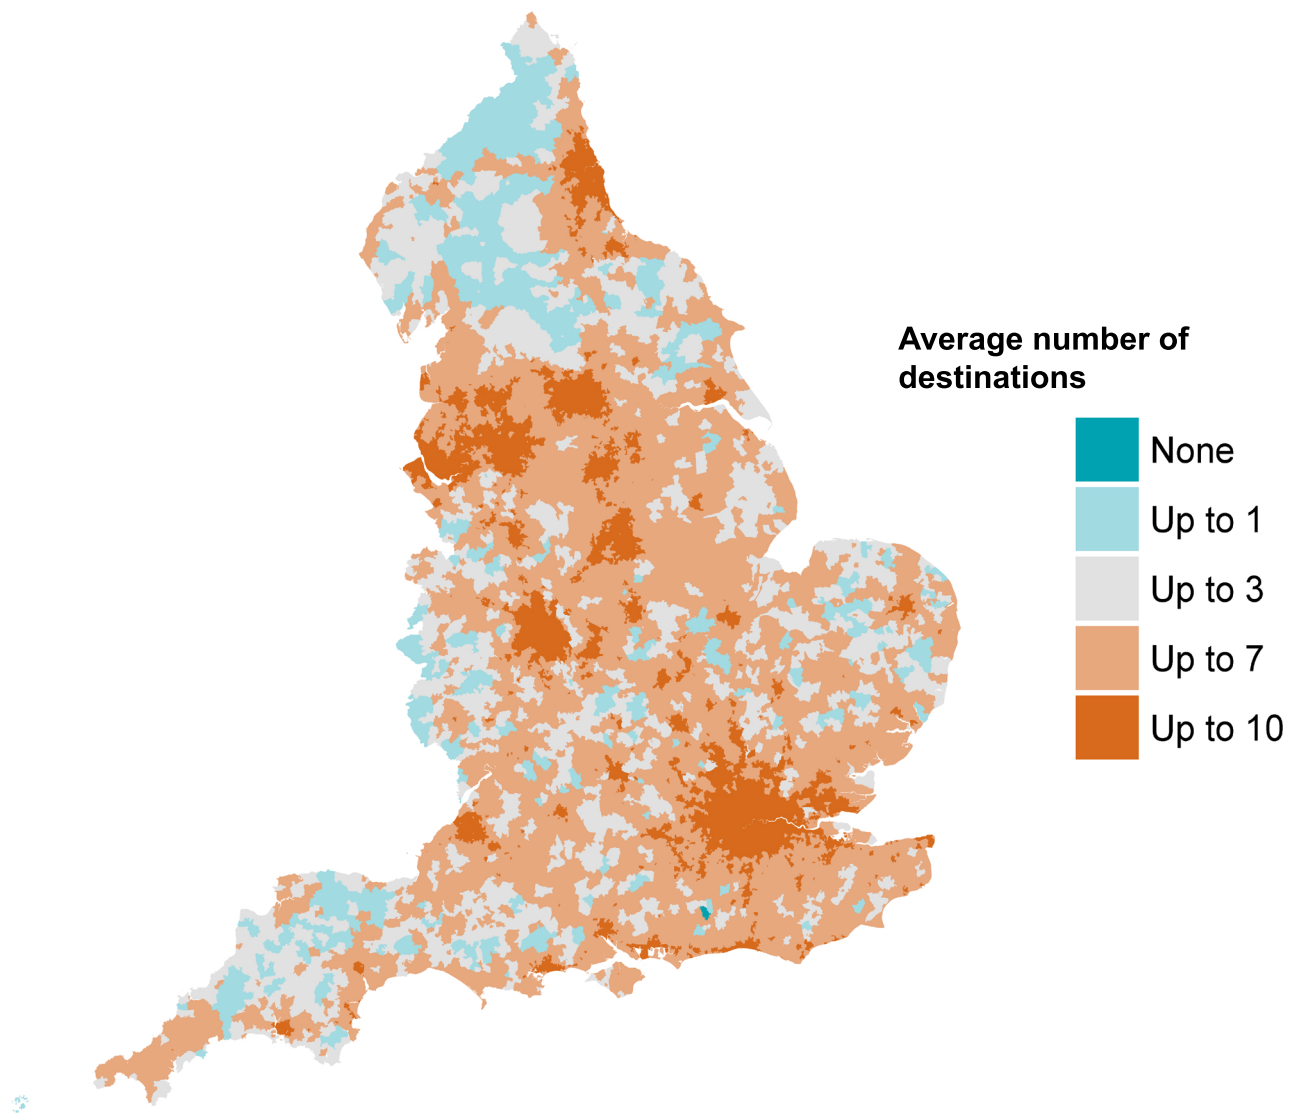 Average number of
destinations
None
Up to 1
Up to 3
Up to 7
Up to 10